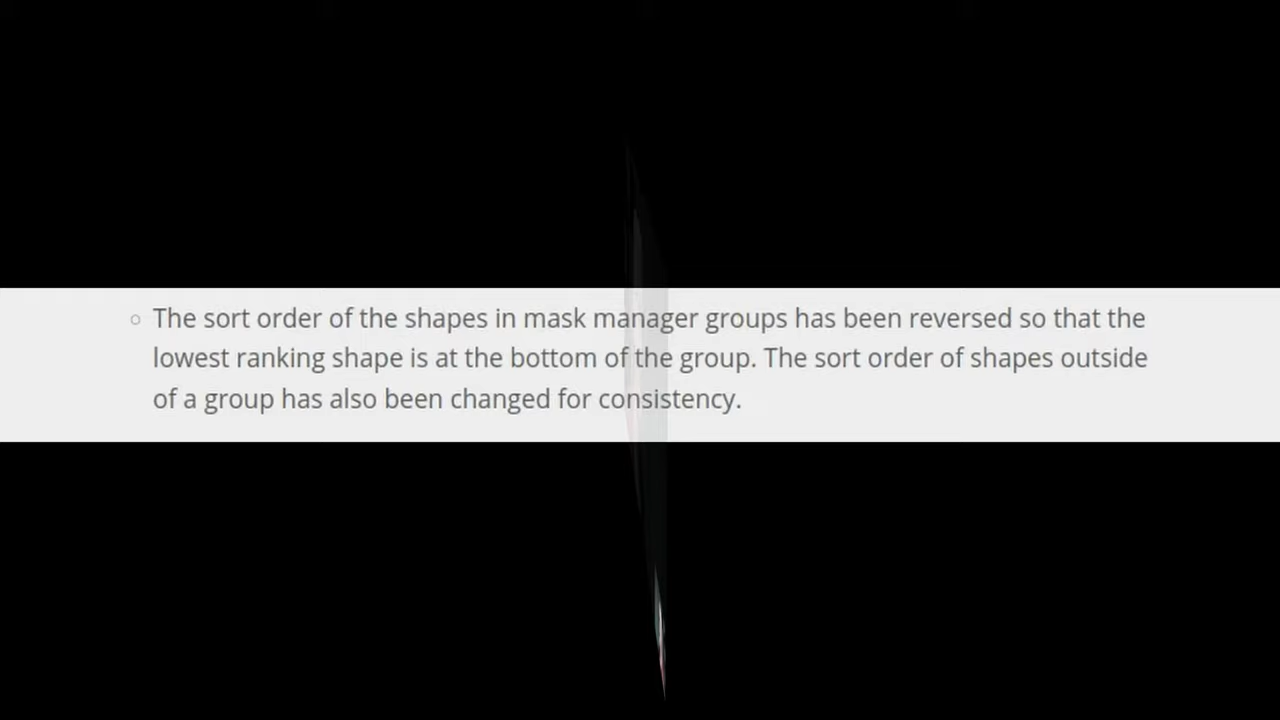 The sort order of the shapes in mask manager groups has been reversed so that the
lowest ranking shape is at the bottom of the group. The sort order of shapes outside
of a group has also been changed for consistency.